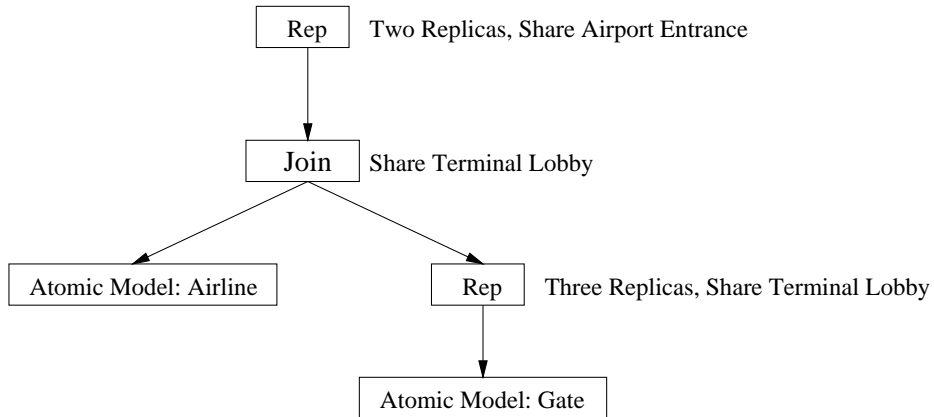 Rep
Two Replicas, Share Airport Entrance
Join
Share Terminal Lobby
Atomic Model: Airline
Rep
Three Replicas, Share Terminal Lobby
Atomic Model: Gate